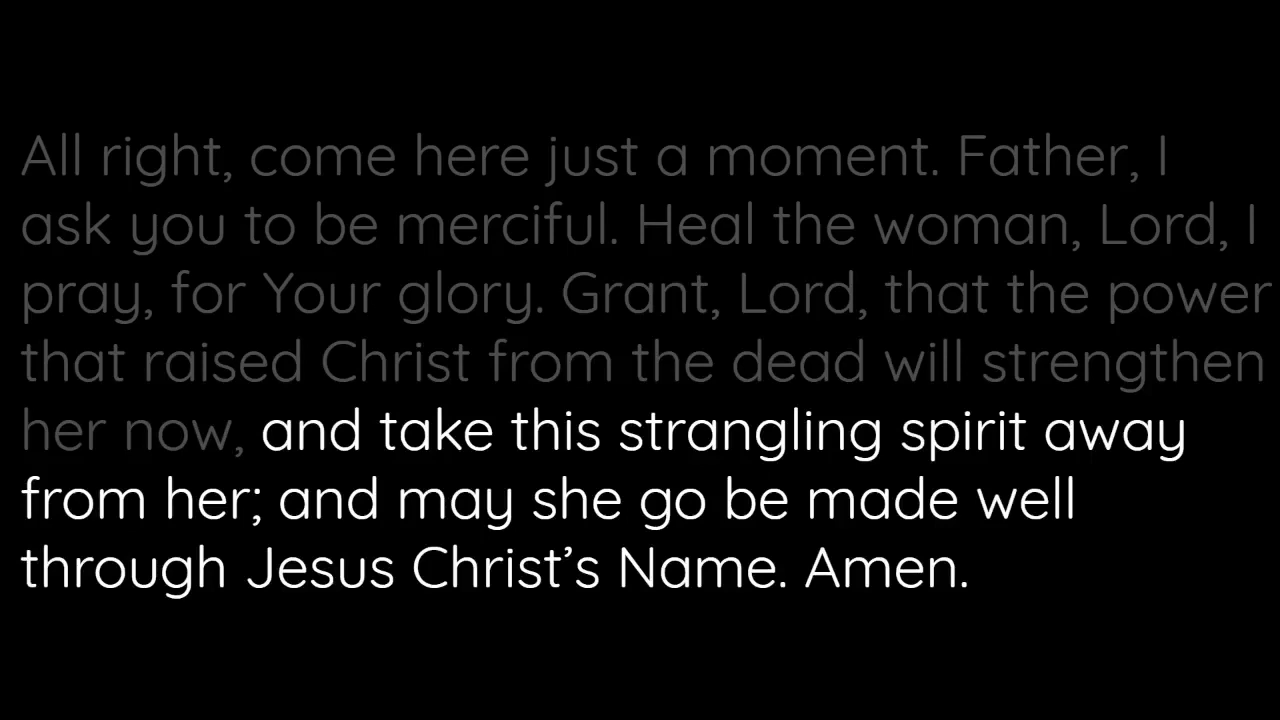 All right, come here just a moment. Father, I
ask you to be merciful. Heal the woman, Lord, I
pray, for Your glory. Grant, Lord, that the power
that raised Christ from the dead will strengthen
her now, and take this strangling spirit away
from her; and may she go be made well
through Jesus Christ’s Name. Amen.